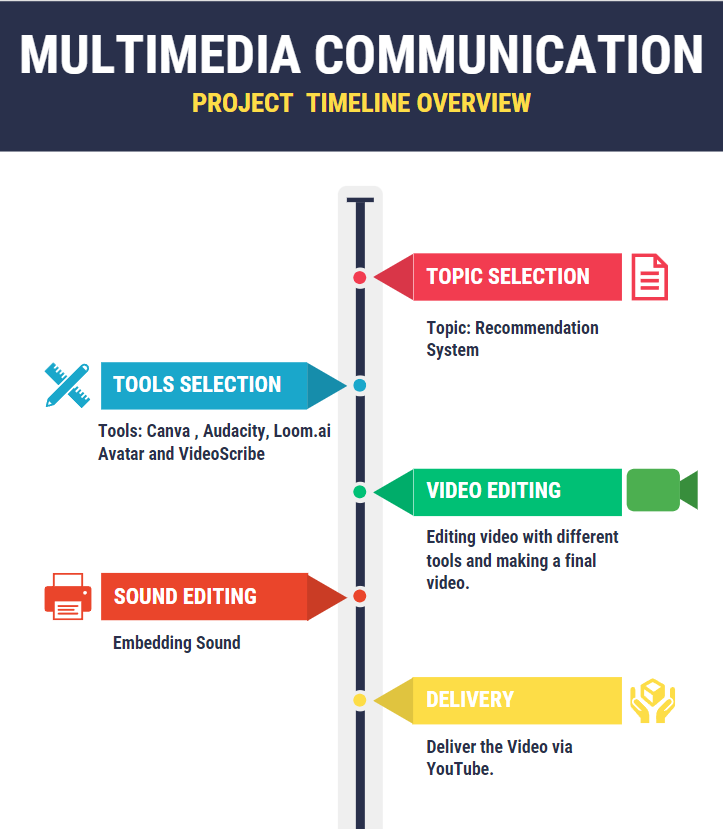 MULTIMEDIA COMMUNICATION
PROJECT TIMELINE OVERVIEW
TOPIC SELECTION
Topic: Recommendation
System
TOOLS SELECTION
Tools: Canva , Audacity, Loom.ai
Avatar and VideoScribe
VIDEO EDITING
Editing video with different
tools and making a final
video.
SOUND EDITING
Embedding Sound
DELIVERY
Deliver the Video via
YouTube.